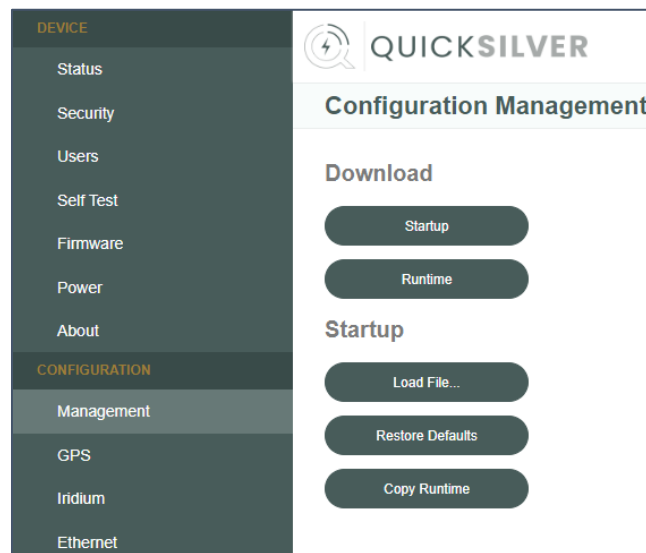 DEVICE
Status
Security
Users
Self Test
Firmware
Power
About
CONFIGURATION
Management
GPS
Iridium
Ethernet
QUICKSILVER
Configuration Management
Download
Startup
Runtime
Startup
Load File...
Restore Defaults
Copy Runtime